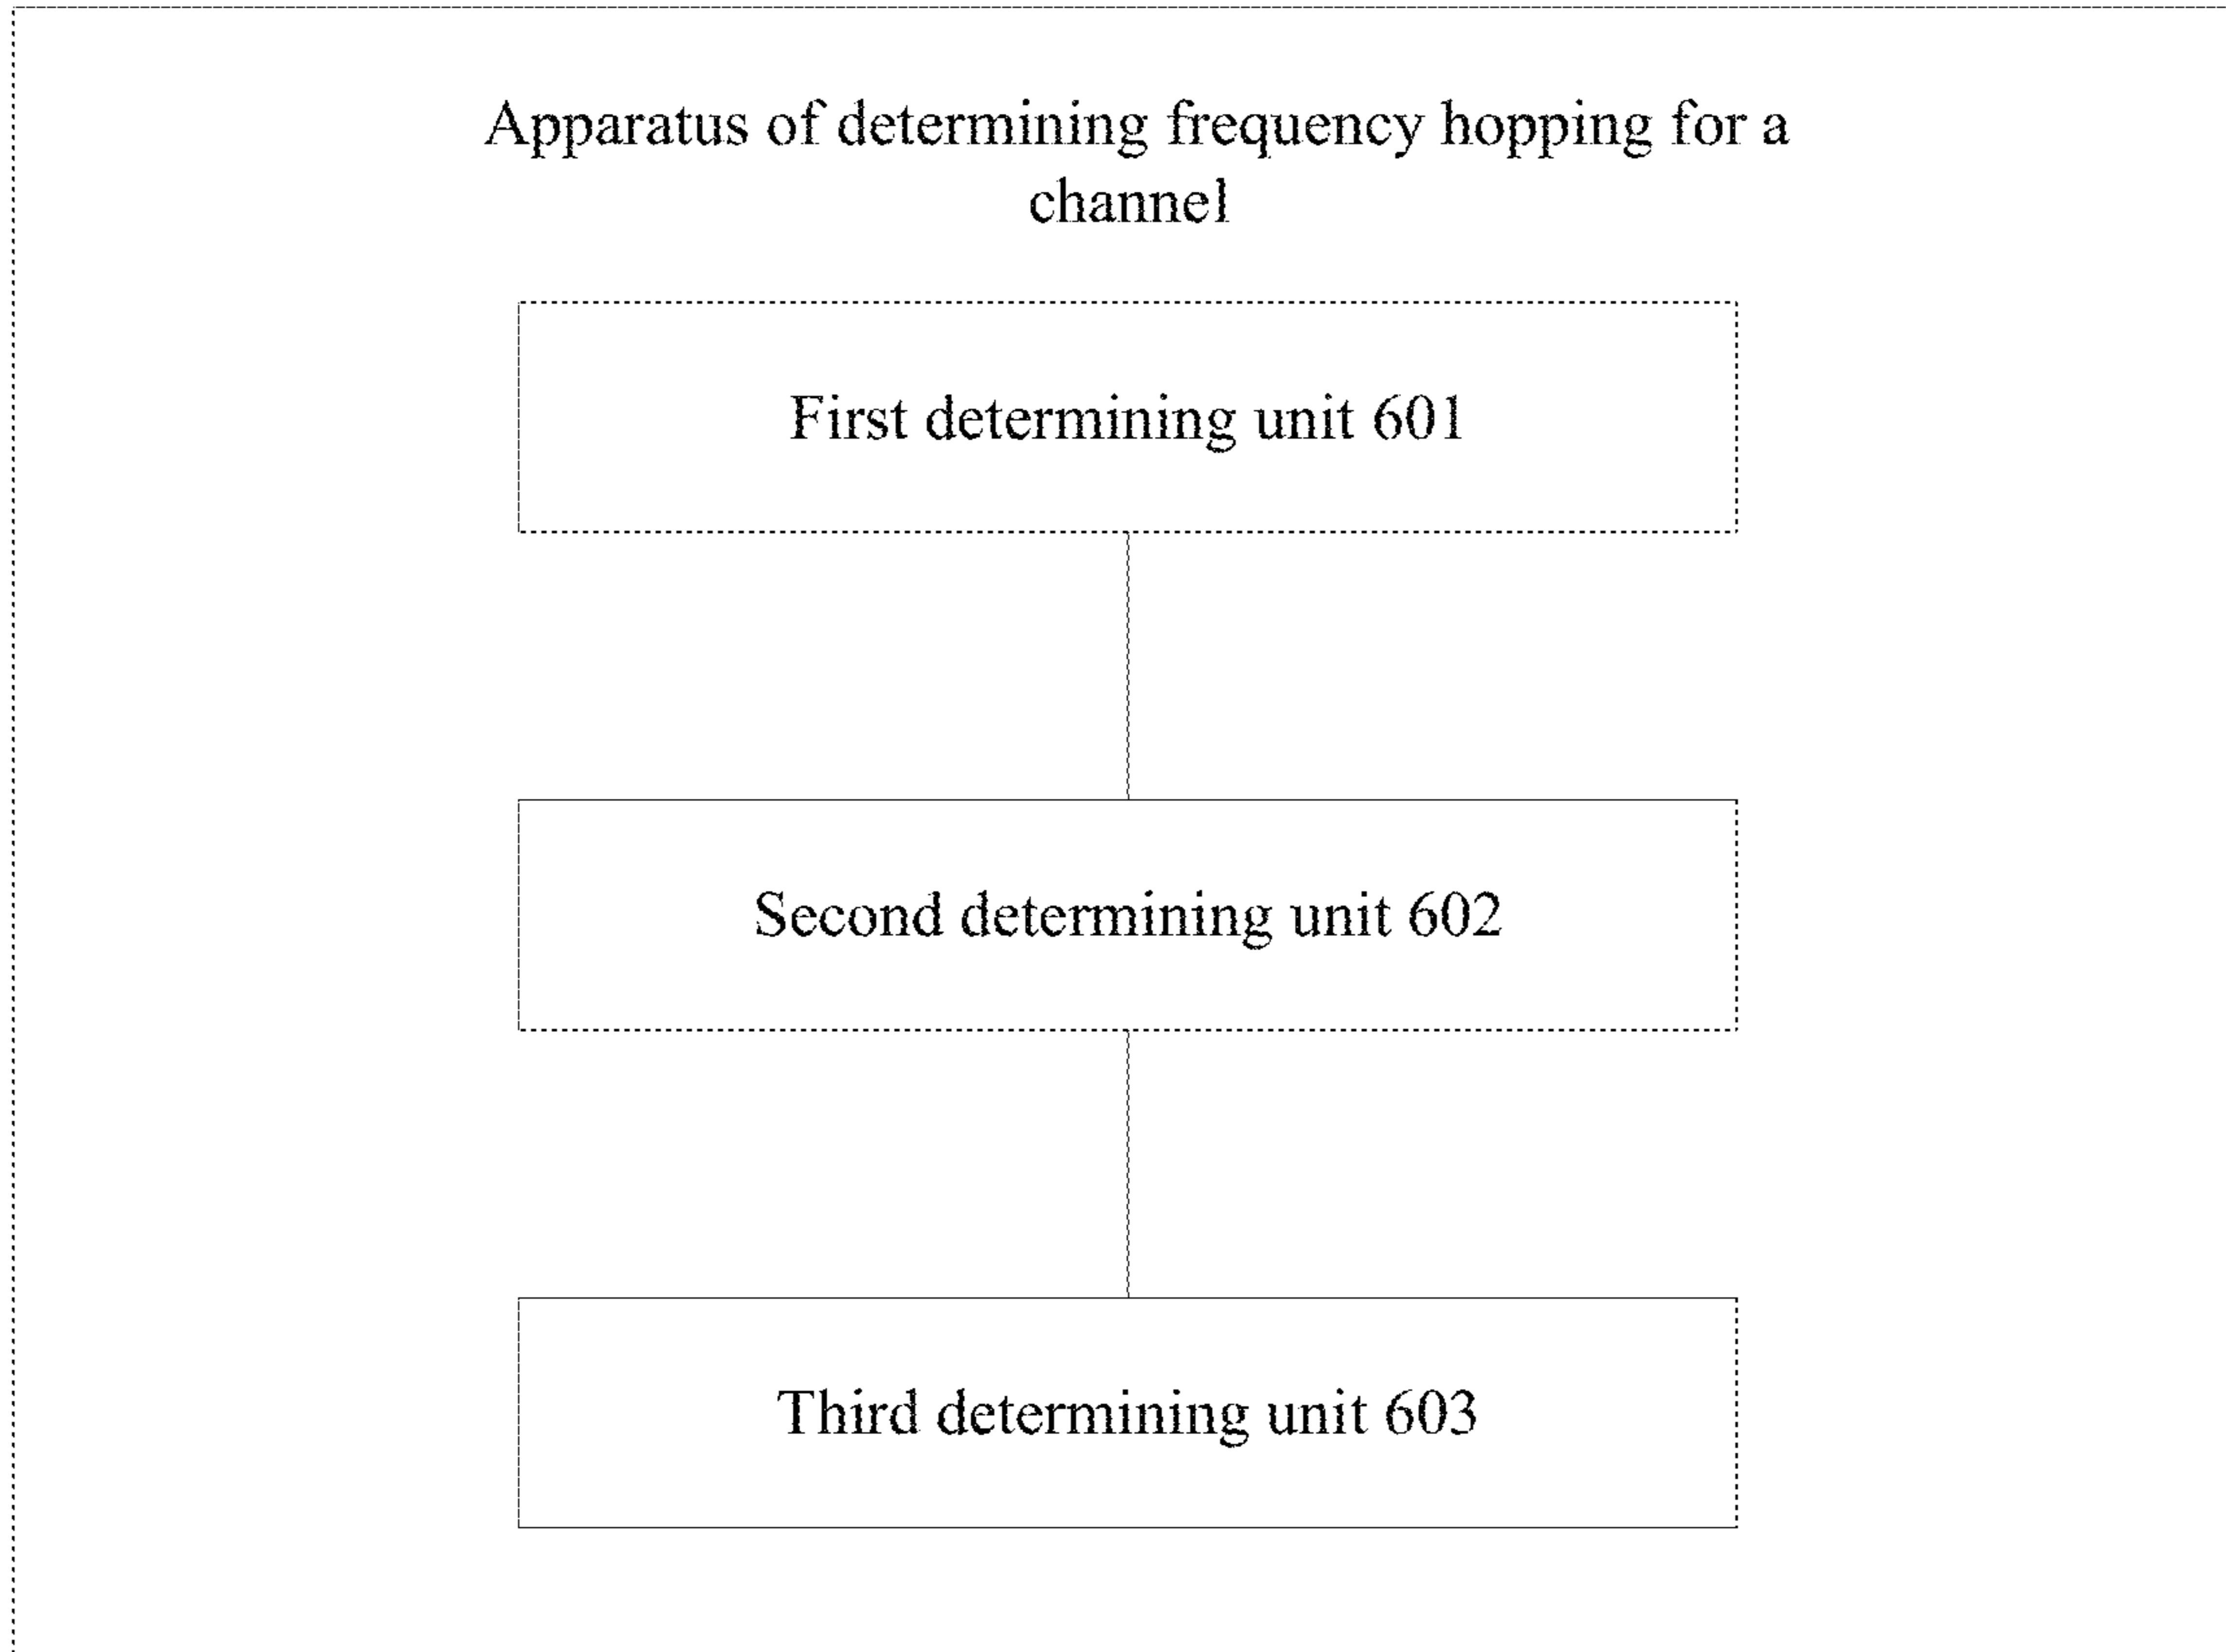 Apparatus of determining frequency hopping for a
channel
First determining unit 601
Second determining unit 602
Third determining unit 603